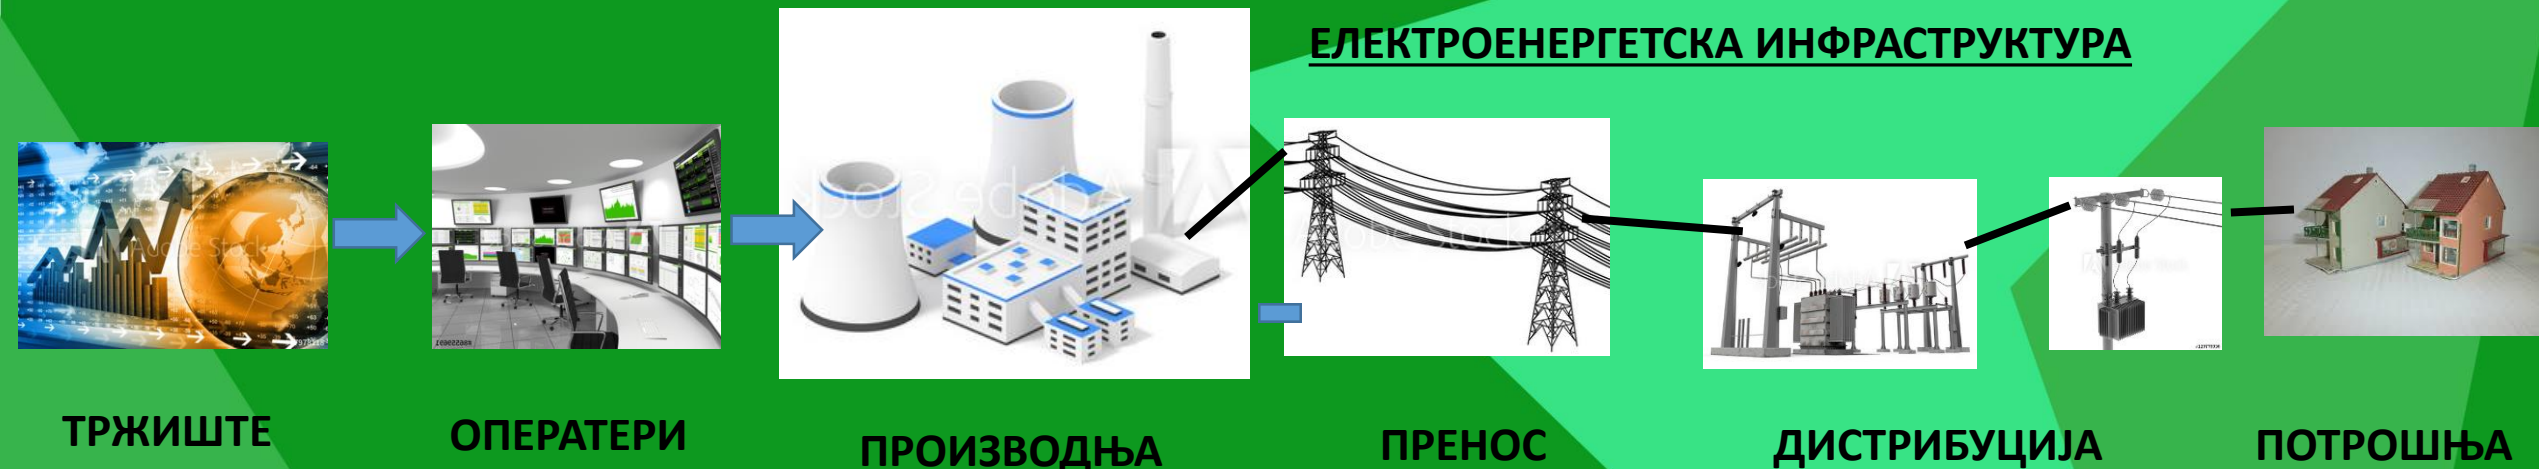 ЕЛЕКТРОЕНЕРГЕТСКА ИНФРАСТРУКТУРА
ТРЖИШТЕ
ОПЕРАТЕРИ
ПРОИЗВОДЊА
ПРЕНОС
ДИСТРИБУЦИЈА
ПОТРОШЊА